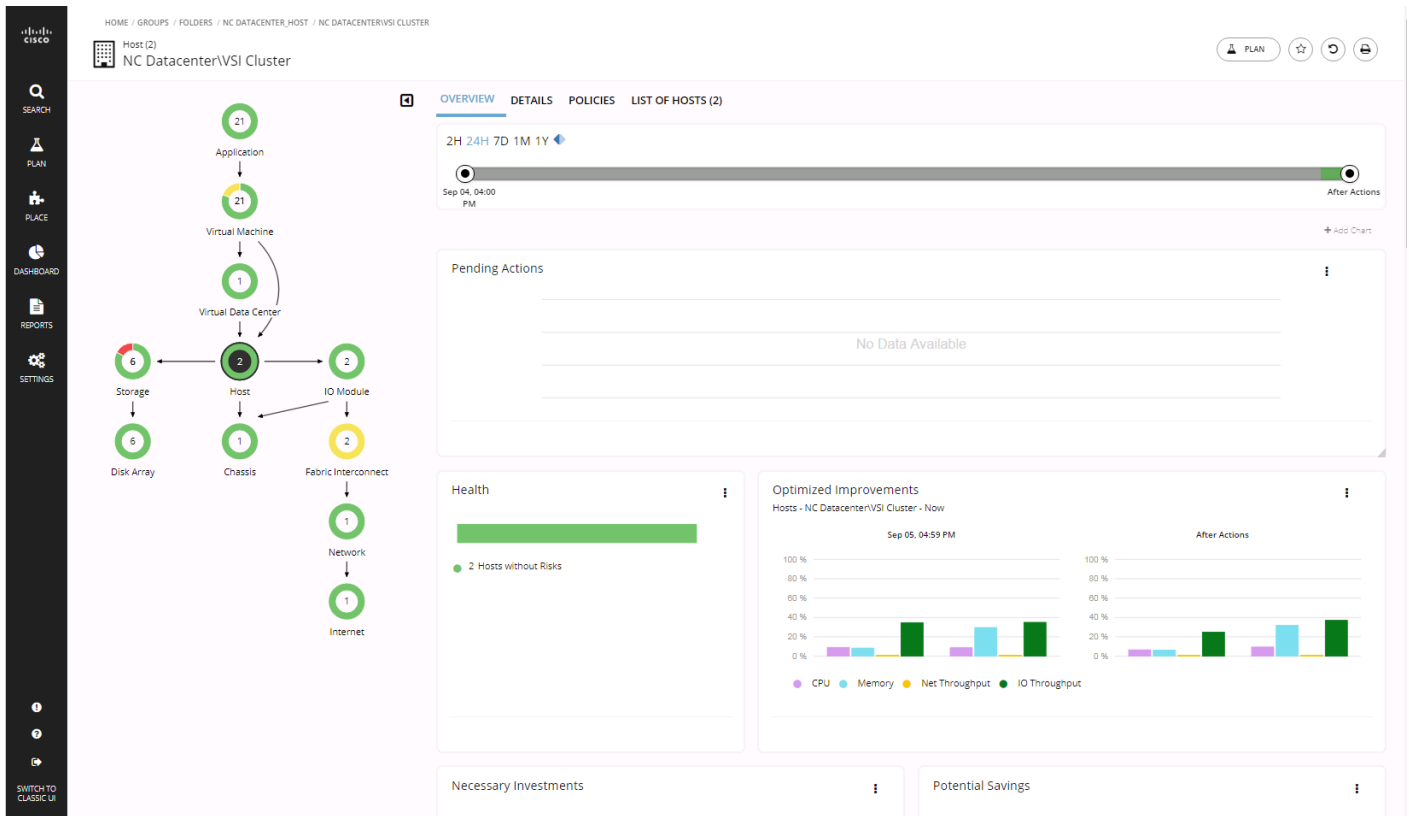 HOME / GROUPS / FOLDERS / NC DATACENTER_HOST / NC DATACENTER\VSI CLUSTER
CISCO
Host (2)
NC Datacenter\VSI Cluster
PLAN
SEARCH
PLAN
PLACE
DASHBOARD
REPORTS
SETTINGS
SWITCH TO
CLASSIC UI
21
Application
21
Virtual Machine
1
Virtual Data Center
6
2
2
Storage
Host
IO Module
6
1
2
Disk Array
Chassis
Fabric Interconnect
1
Network
1
Internet
OVERVIEW DETAILS POLICIES LIST OF HOSTS (2)
2H 24H 7D 1M 1Y
Sep 04, 04:00
PM
After Actions
+ Add Chart
Pending Actions
No Data Available
Health
2 Hosts without Risks
Optimized Improvements
Hosts - NC Datacenter\VSI Cluster - Now
Sep 05, 04:59 PM
100 %
80 %
60 %
40 %
20 %
0 %
After Actions
100 %
80 %
60 %
40 %
20 %
0 %
CPU Memory Net Throughput IO Throughput
Necessary Investments
Potential Savings